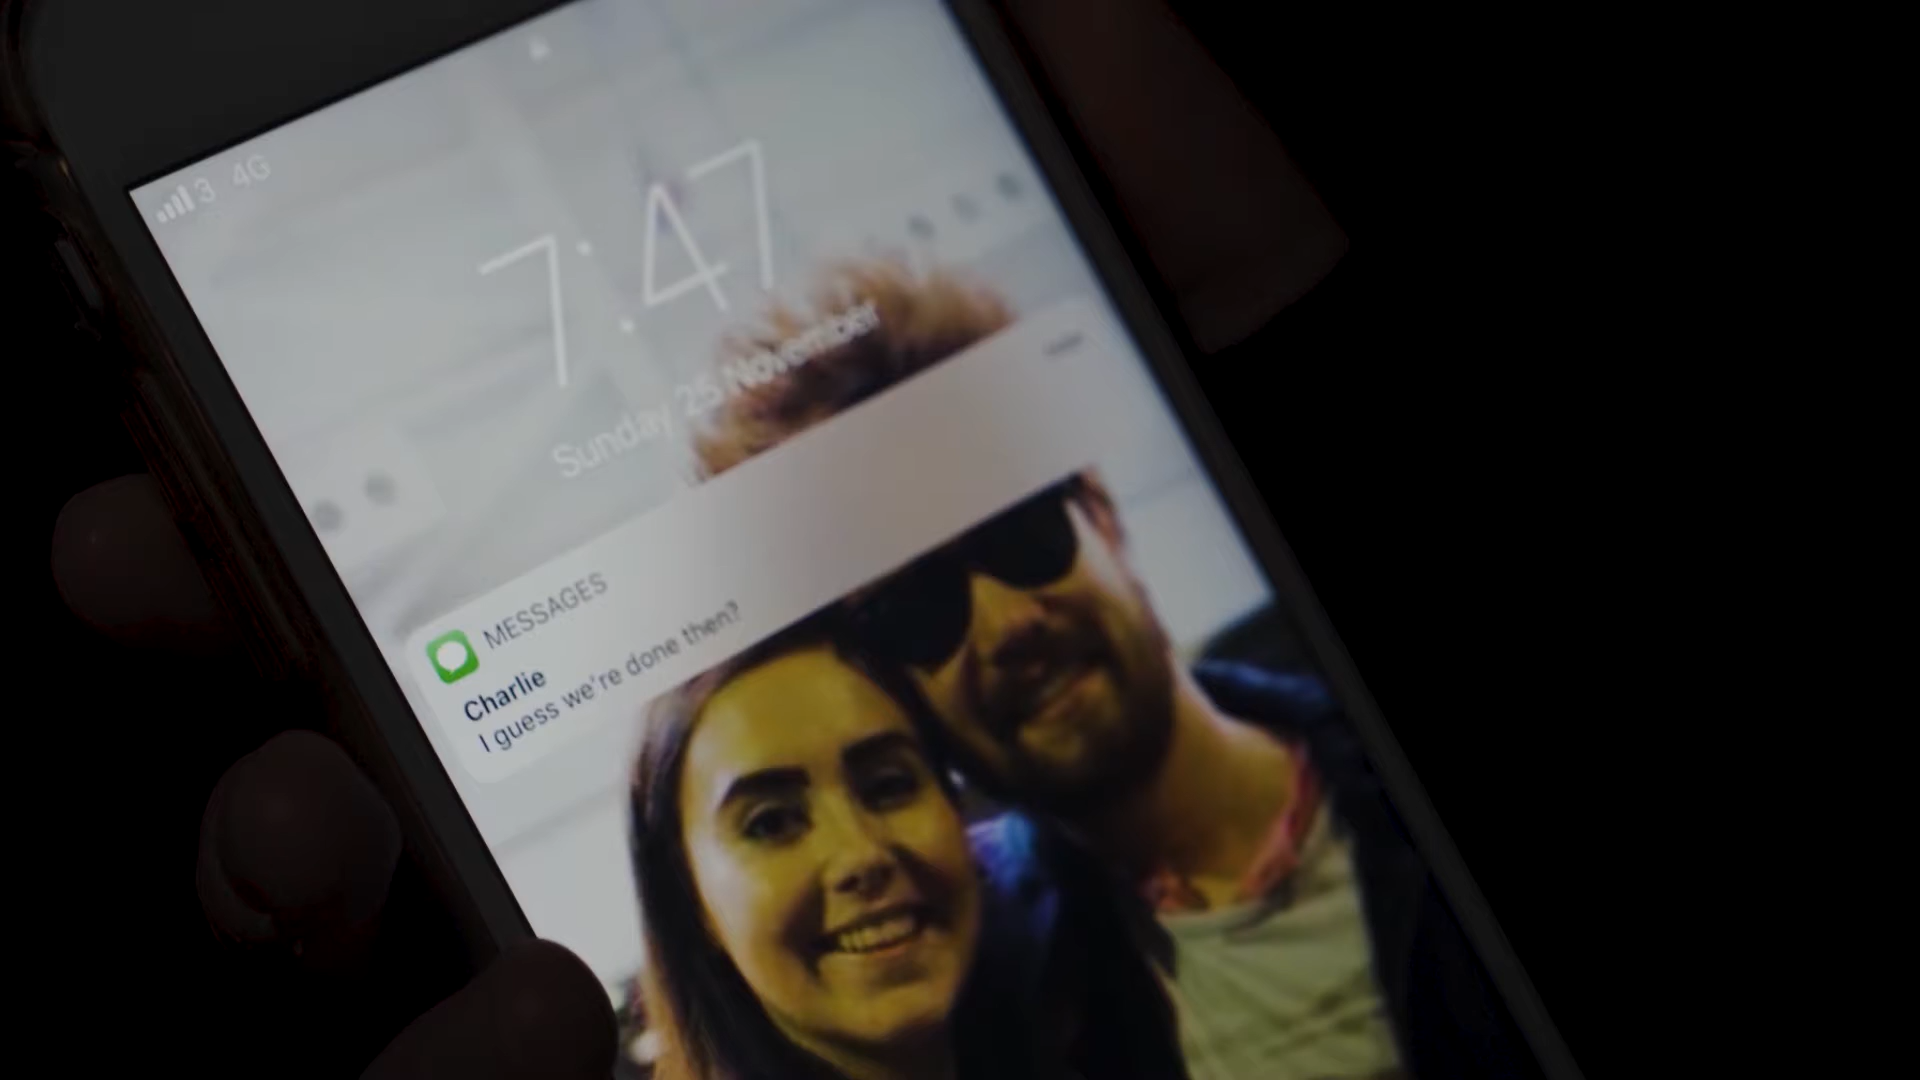 3 4G
7:47
Sunday 25 November
MESSAGES
Charlie
I guess we're done then?